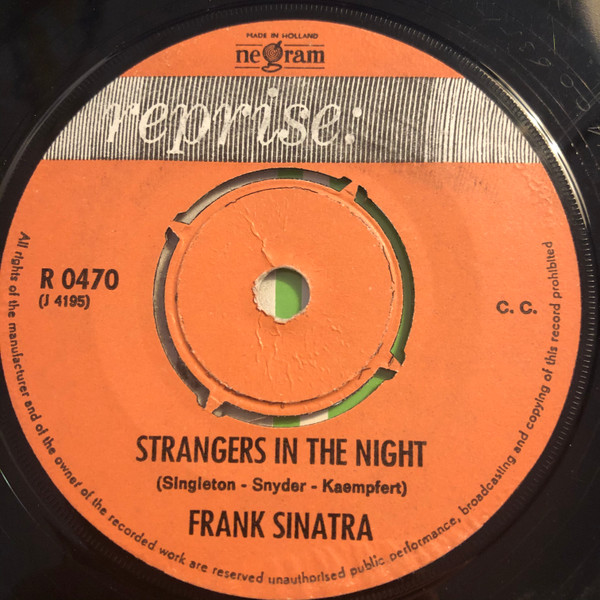 MADE IN HOLLAND
negram
reprise:
R 0470
(J 4195)
C. C.
STRANGERS IN THE NIGHT
(Singleton - Snyder - Kaempfert)
FRANK SINATRA
All rights of the manufacturer and of the owner of the recorded work are reserved unauthorised public performance, broadcasting and copying of this record prohibited